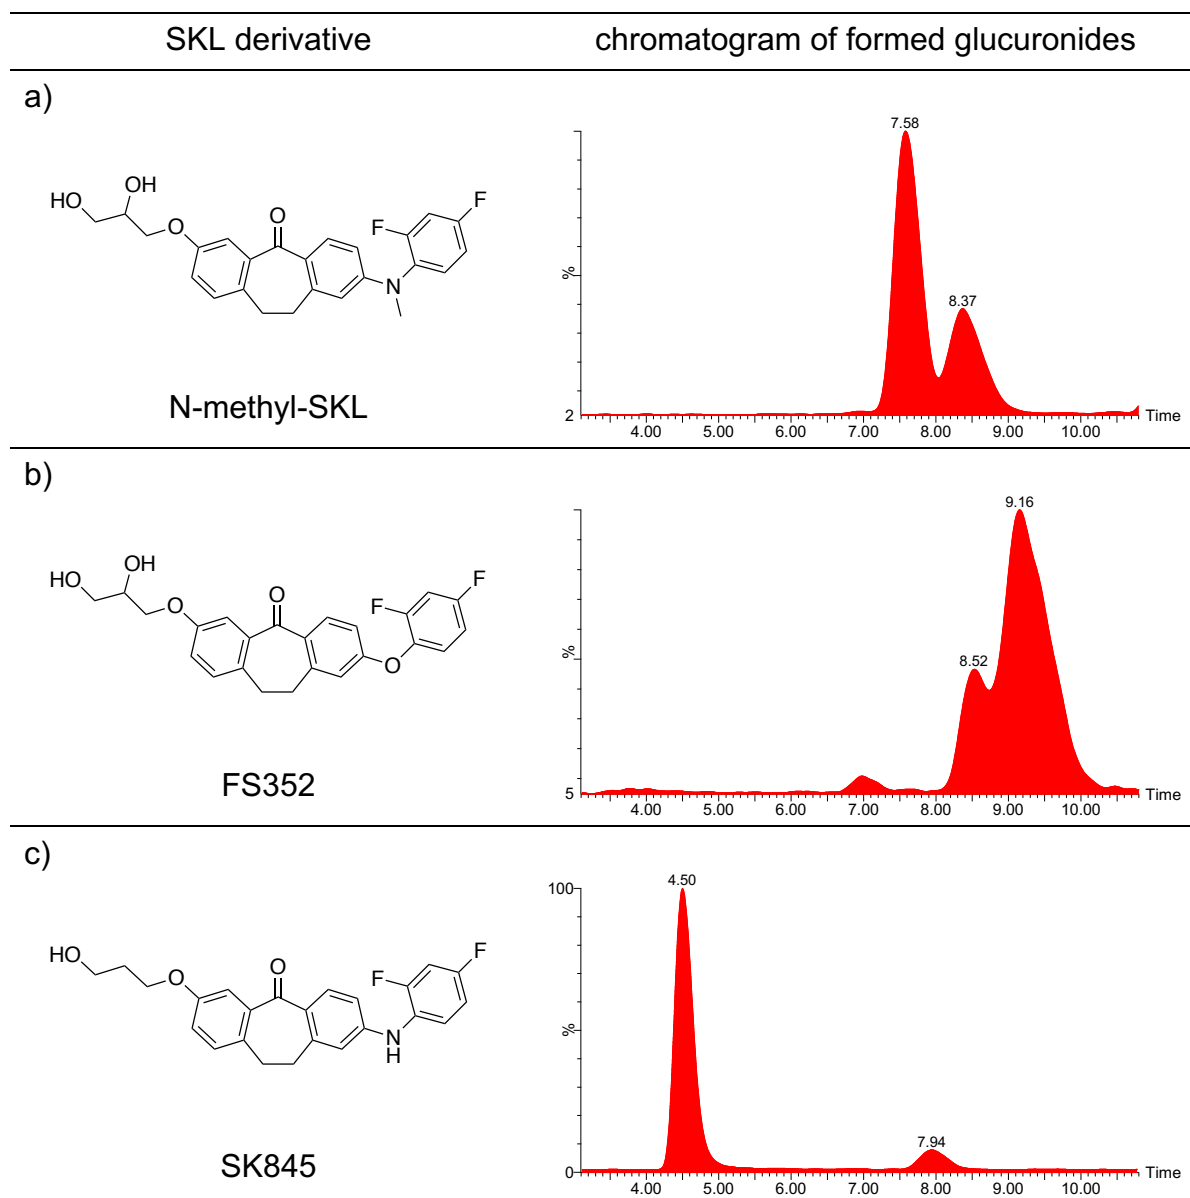 SKL derivative chromatogram of formed glucuronides
a)
7.58
8.37
HO OH O O F F N
%
2
4.00 5.00 6.00 7.00 8.00 9.00 10.00 Time
N-methyl-SKL
b)
9.16
8.52
HO OH O O F F O
%
5
4.00 5.00 6.00 7.00 8.00 9.00 10.00 Time
FS352
c)
100
4.50
7.94
HO O O F F N H
%
0
4.00 5.00 6.00 7.00 8.00 9.00 10.00 Time
SK845